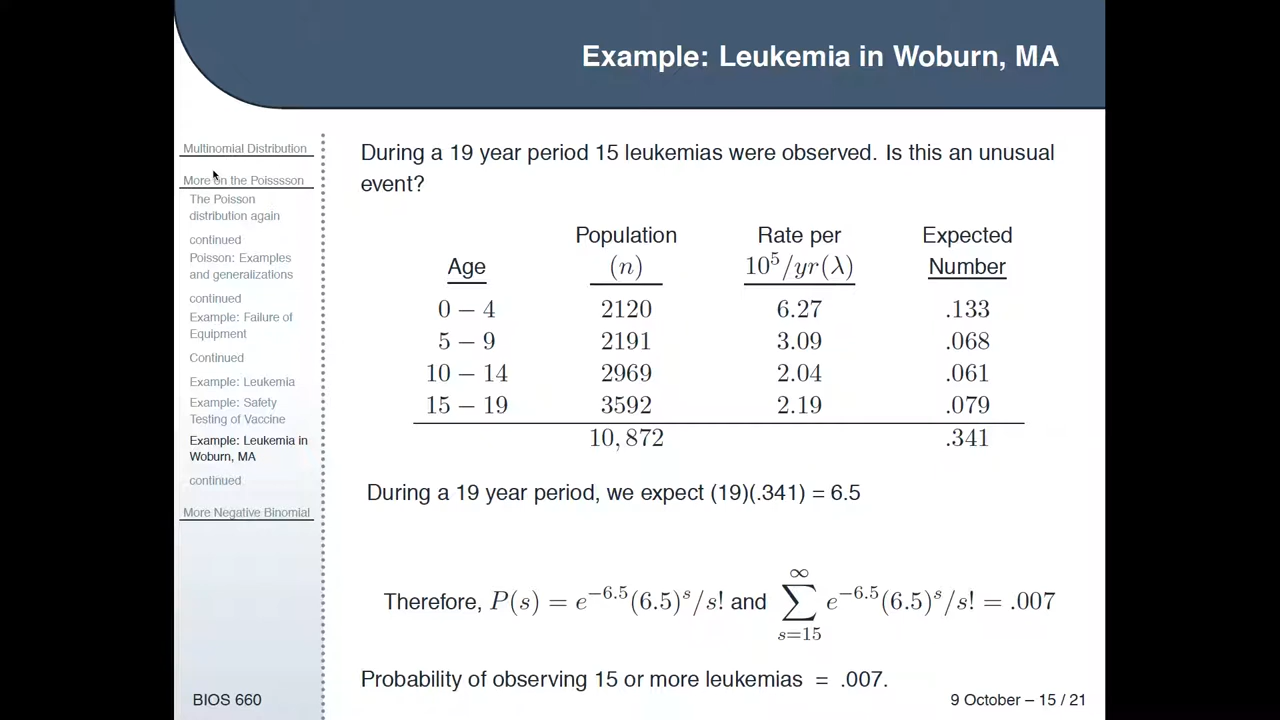 Example: Leukemia in Woburn, MA
Multinomial Distribution
More on the Poisssson
The Poisson
distribution again
continued
Poisson: Examples
and generalizations
continued
Example: Failure of
Equipment
Continued
Example: Leukemia
Example: Safety
Testing of Vaccine
Example: Leukemia in
Woburn, MA
continued
More Negative Binomial
BIOS 660
During a 19 year period 15 leukemias were observed. Is this an unusual
event?
Population Rate per Expected
Age (n) 10^5/yr(λ) Number
0 − 4 2120 6.27 .133
5 − 9 2191 3.09 .068
10 − 14 2969 2.04 .061
15 − 19 3592 2.19 .079
10,872 .341
During a 19 year period, we expect (19)(.341) = 6.5
Therefore, P(s) = e^{−6.5}(6.5)^s/s! and ∑_{s=15}^{∞} e^{−6.5}(6.5)^s/s! = .007
Probability of observing 15 or more leukemias = .007.
9 October – 15 / 21